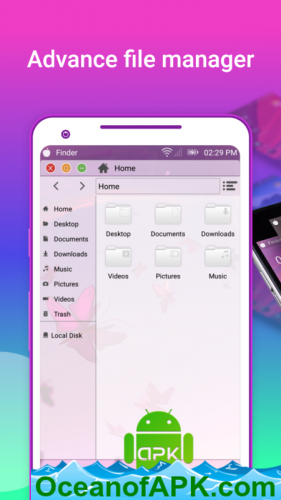 Advance file manager
Finder
02:29 PM
Home
Home
Home
Desktop
Documents
Downloads
Music
Pictures
Videos
Trash
Local Disk
Desktop
Documents
Downloads
Videos
Pictures
Music
APK
OceanofAPK.com